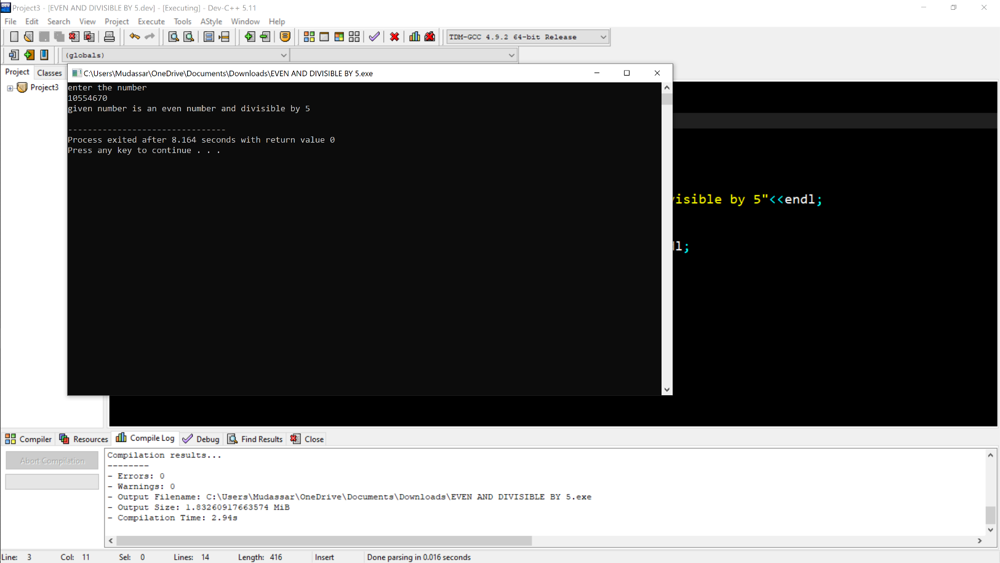 Project3 - [EVEN AND DIVISIBLE BY 5.dev] - [Executing] - Dev-C++ 5.11
File Edit Search View Project Execute Tools AStyle Window Help
TDM-GCC 4.9.2 64-bit Release
(globals)
Project Classes
Project3
C:\Users\Mudassar\OneDrive\Documents\Downloads\EVEN AND DIVISIBLE BY 5.exe
enter the number
10554670
given number is an even number and divisible by 5
--------------------------------
Process exited after 8.164 seconds with return value 0
Press any key to continue . . .
visible by 5"<<endl;
dl;
Compiler Resources Compile Log Debug Find Results Close
Abort Compilation
Compilation results...
--------
- Errors: 0
- Warnings: 0
- Output Filename: C:\Users\Mudassar\OneDrive\Documents\Downloads\EVEN AND DIVISIBLE BY 5.exe
- Output Size: 1.83260917663574 MiB
- Compilation Time: 2.94s
Line: 3 Col: 11 Sel: 0 Lines: 14 Length: 416 Insert Done parsing in 0.016 seconds